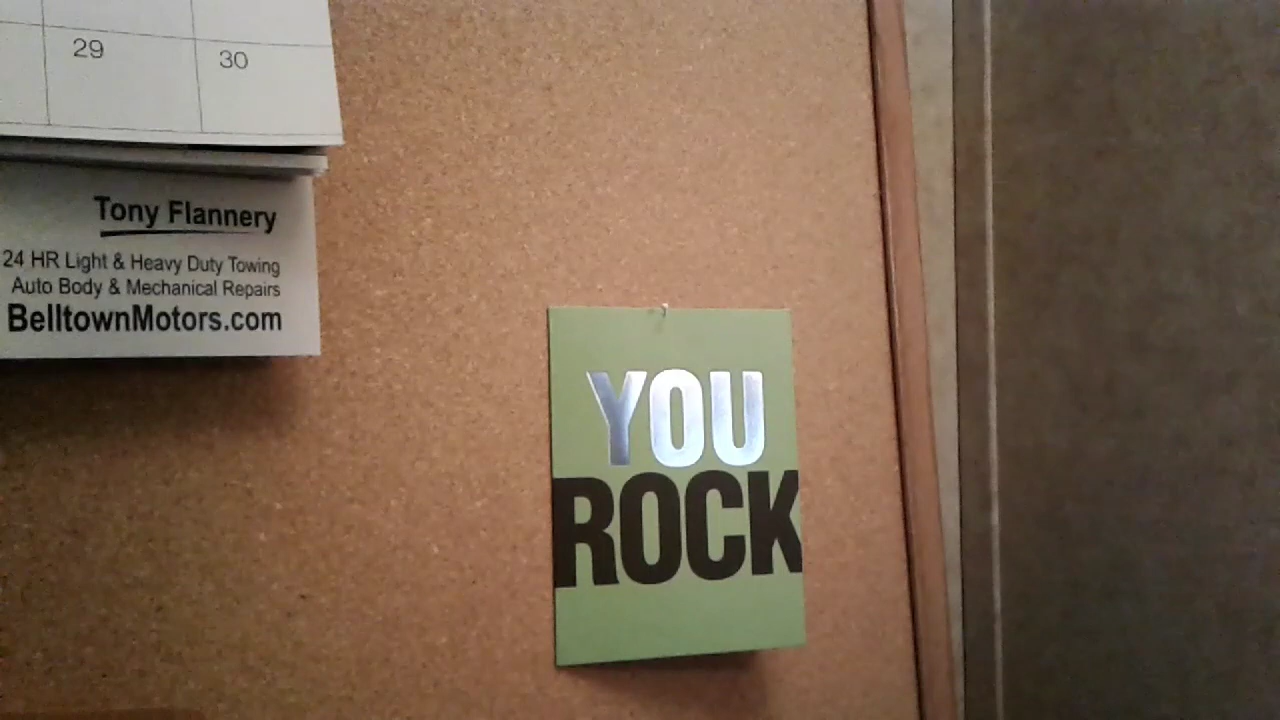 29 30
Tony Flannery
24 HR Light & Heavy Duty Towing
Auto Body & Mechanical Repairs
BelltownMotors.com
YOU
ROCK